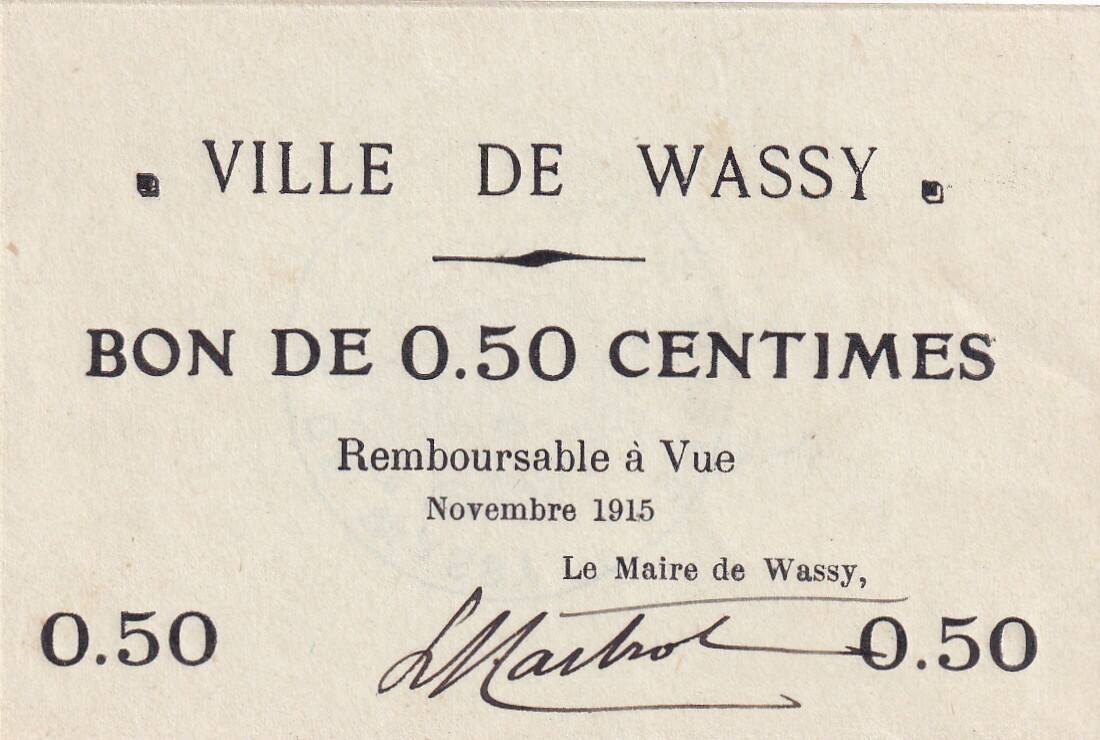 VILLE DE WASSY
BON DE 0.50 CENTIMES
Remboursable à Vue
Novembre 1915
Le Maire de Wassy,
0.50
0.50